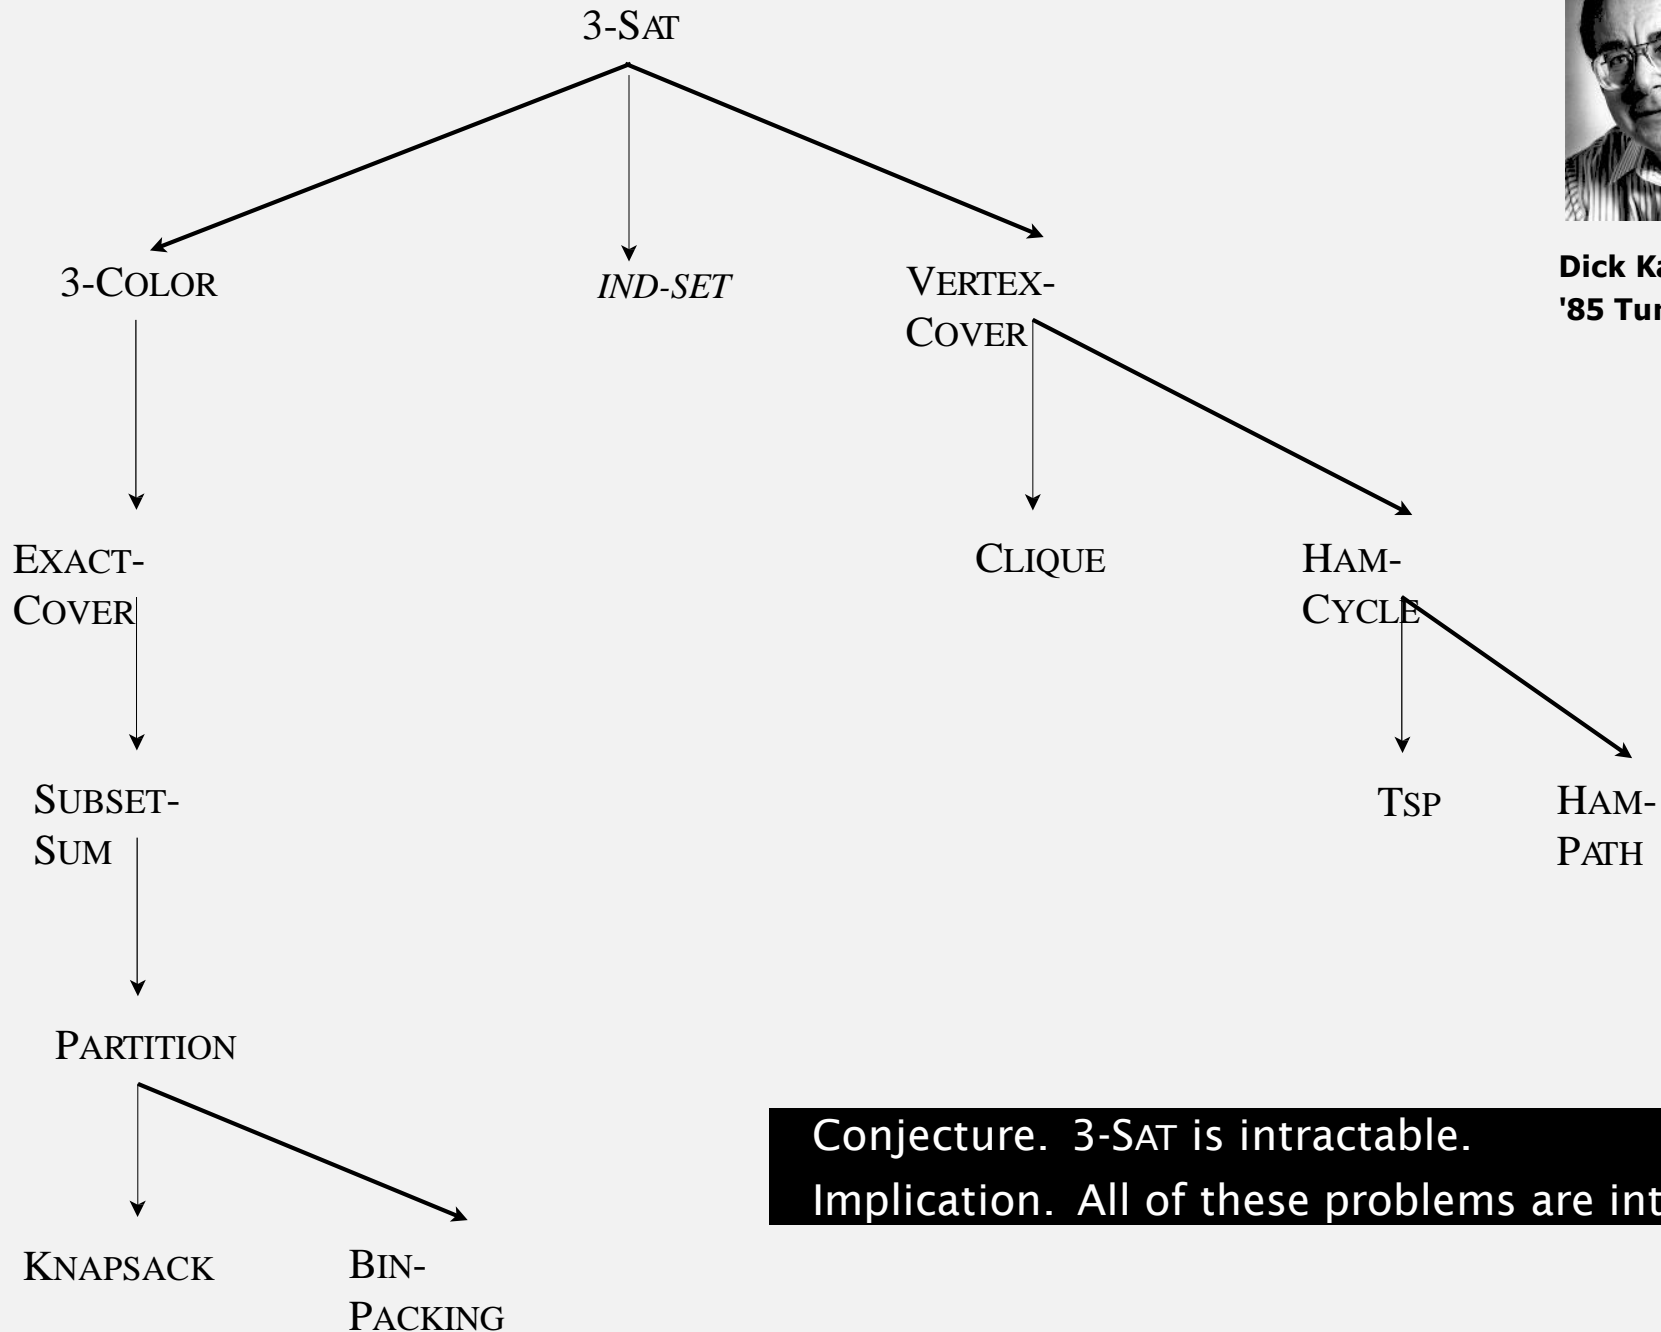 3-SAT
Dick Ka
'85 Tur
3-COLOR
IND-SET
VERTEX-
COVER
EXACT-
COVER
CLIQUE
HAM-
CYCLE
SUBSET-
SUM
TSP
HAM-
PATH
PARTITION
Conjecture. 3-SAT is intractable.
Implication. All of these problems are int
KNAPSACK
BIN-
PACKING